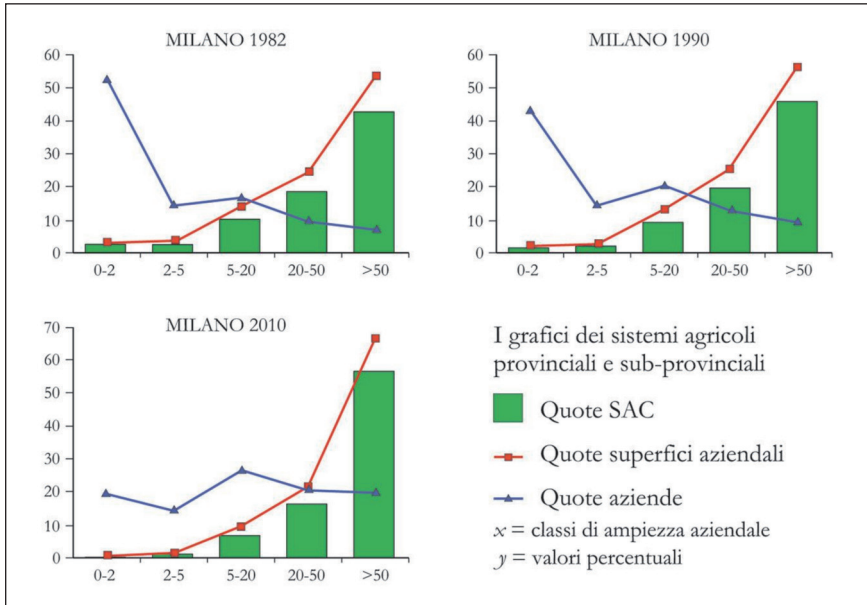 MILANO 1982
60
50
40
30
20
10
0
0-2 2-5 5-20 20-50 >50
MILANO 1990
60
50
40
30
20
10
0
0-2 2-5 5-20 20-50 >50
MILANO 2010
70
60
50
40
30
20
10
0
0-2 2-5 5-20 20-50 >50
I grafici dei sistemi agricoli
provinciali e sub-provinciali
Quote SAC
Quote superfici aziendali
Quote aziende
x = classi di ampiezza aziendale
y = valori percentuali